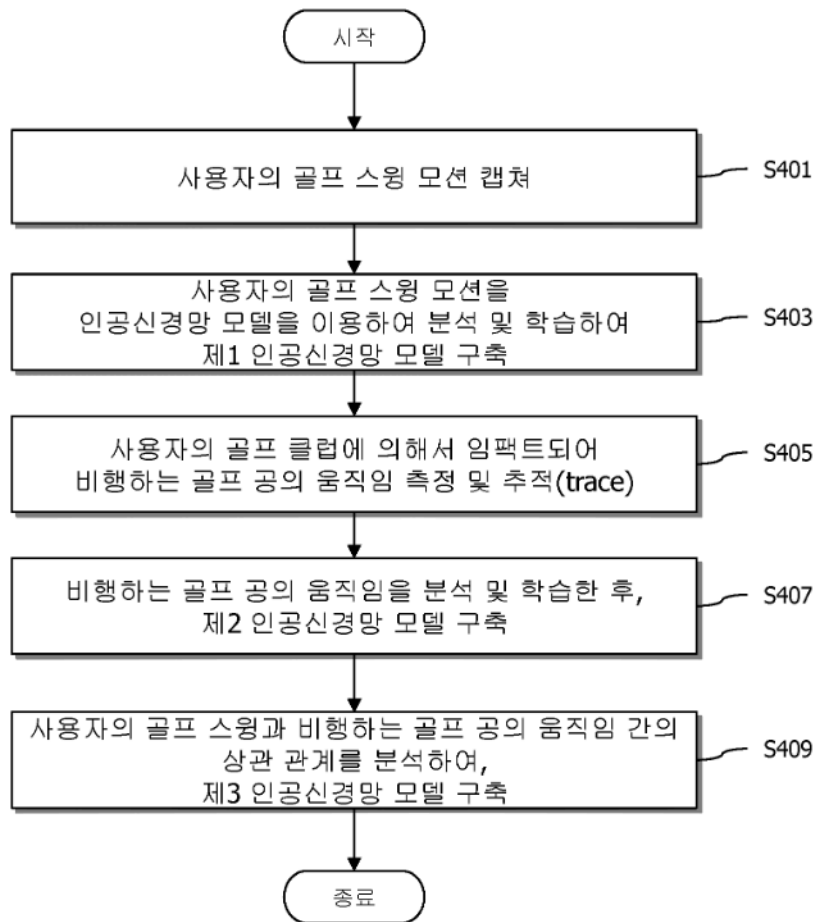 시작
사용자의 골프 스윙 모션 캡쳐
S401
사용자의 골프 스윙 모션을
인공신경망 모델을 이용하여 분석 및 학습하여
제1 인공신경망 모델 구축
S403
사용자의 골프 클럽에 의해서 임팩트되어
비행하는 골프 공의 움직임 측정 및 추적(trace)
S405
비행하는 골프 공의 움직임을 분석 및 학습한 후,
제2 인공신경망 모델 구축
S407
사용자의 골프 스윙과 비행하는 골프 공의 움직임 간의
상관 관계를 분석하여,
제3 인공신경망 모델 구축
S409
종료